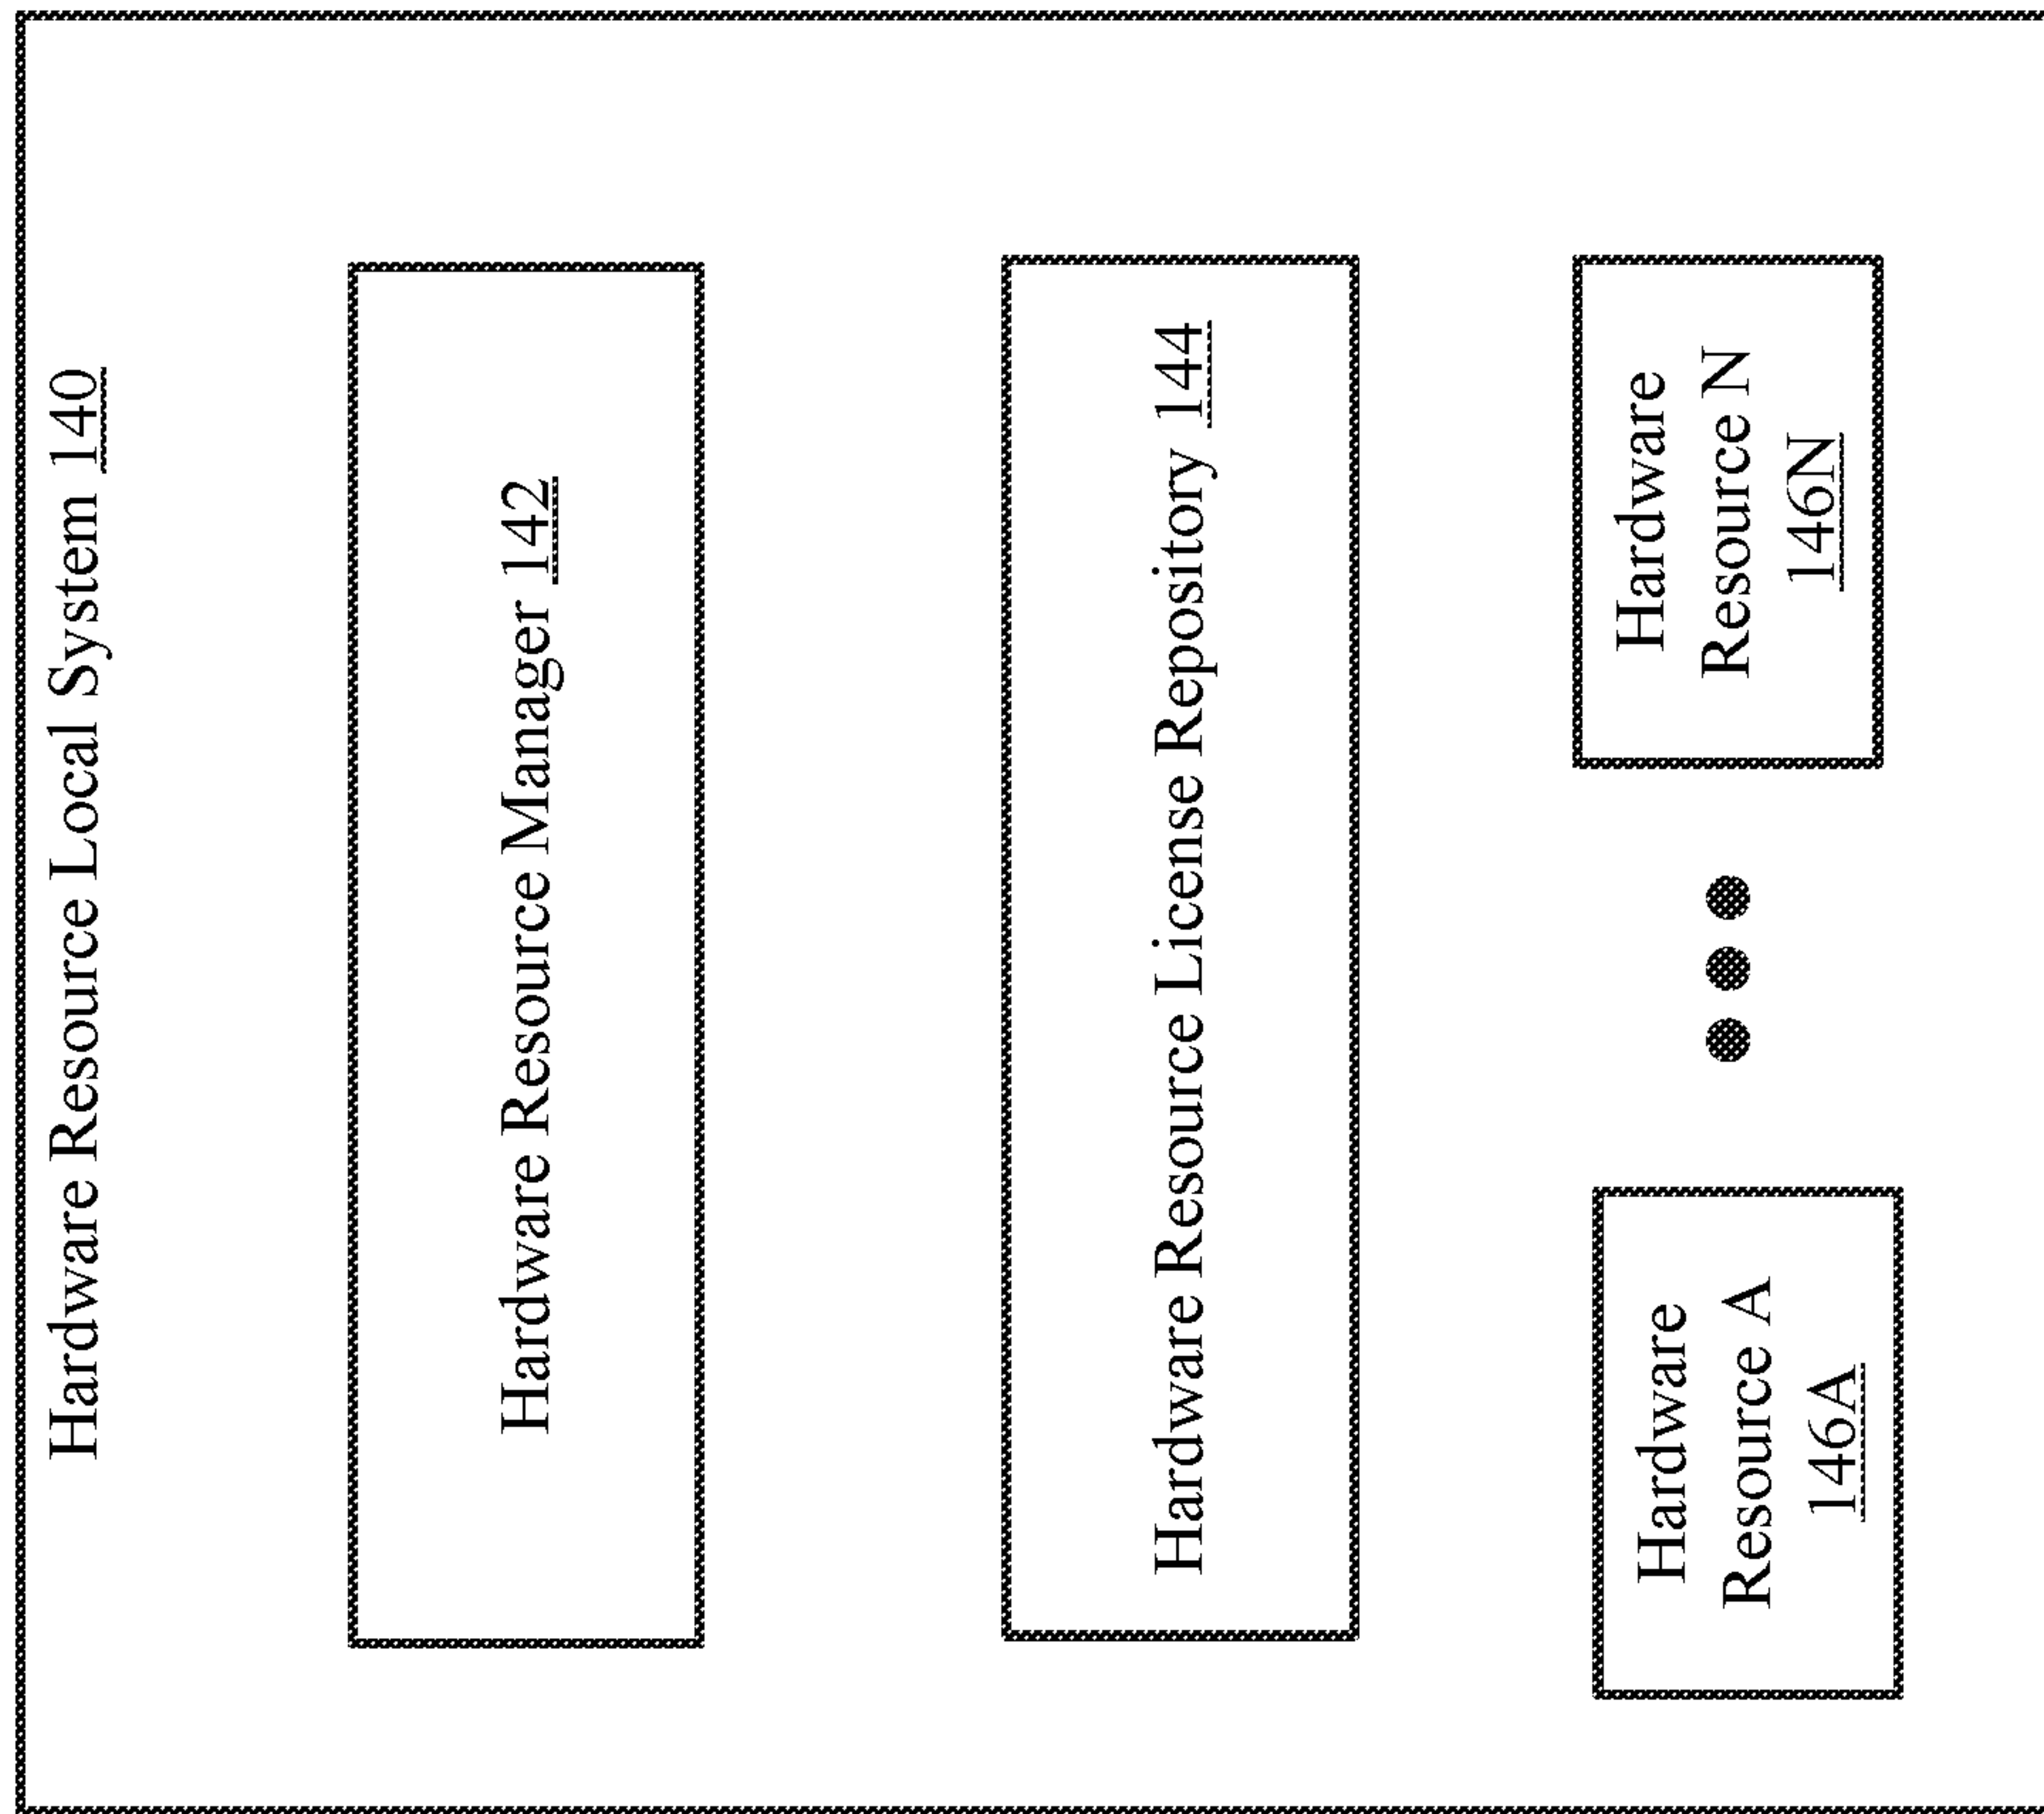 Hardware Resource Local System 140
Hardware Resource Manager 142
Hardware Resource License Repository 144
Hardware
Resource A
146A
Hardware
Resource N
146N